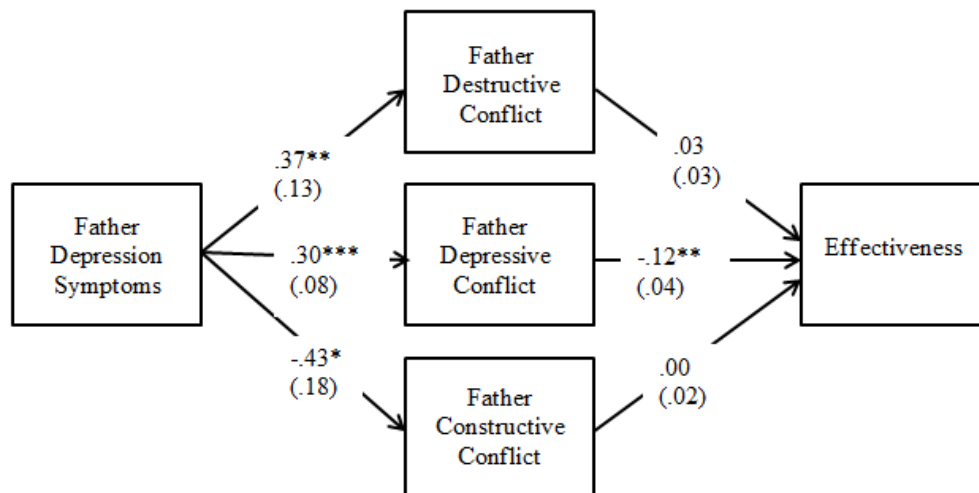 Father
Destructive
Conflict
.37**
(.13)
.03
(.03)
Father
Depression
Symptoms
.30***
(.08)
Father
Depressive
Conflict
-.12**
(.04)
Effectiveness
-.43*
(.18)
.00
(.02)
Father
Constructive
Conflict